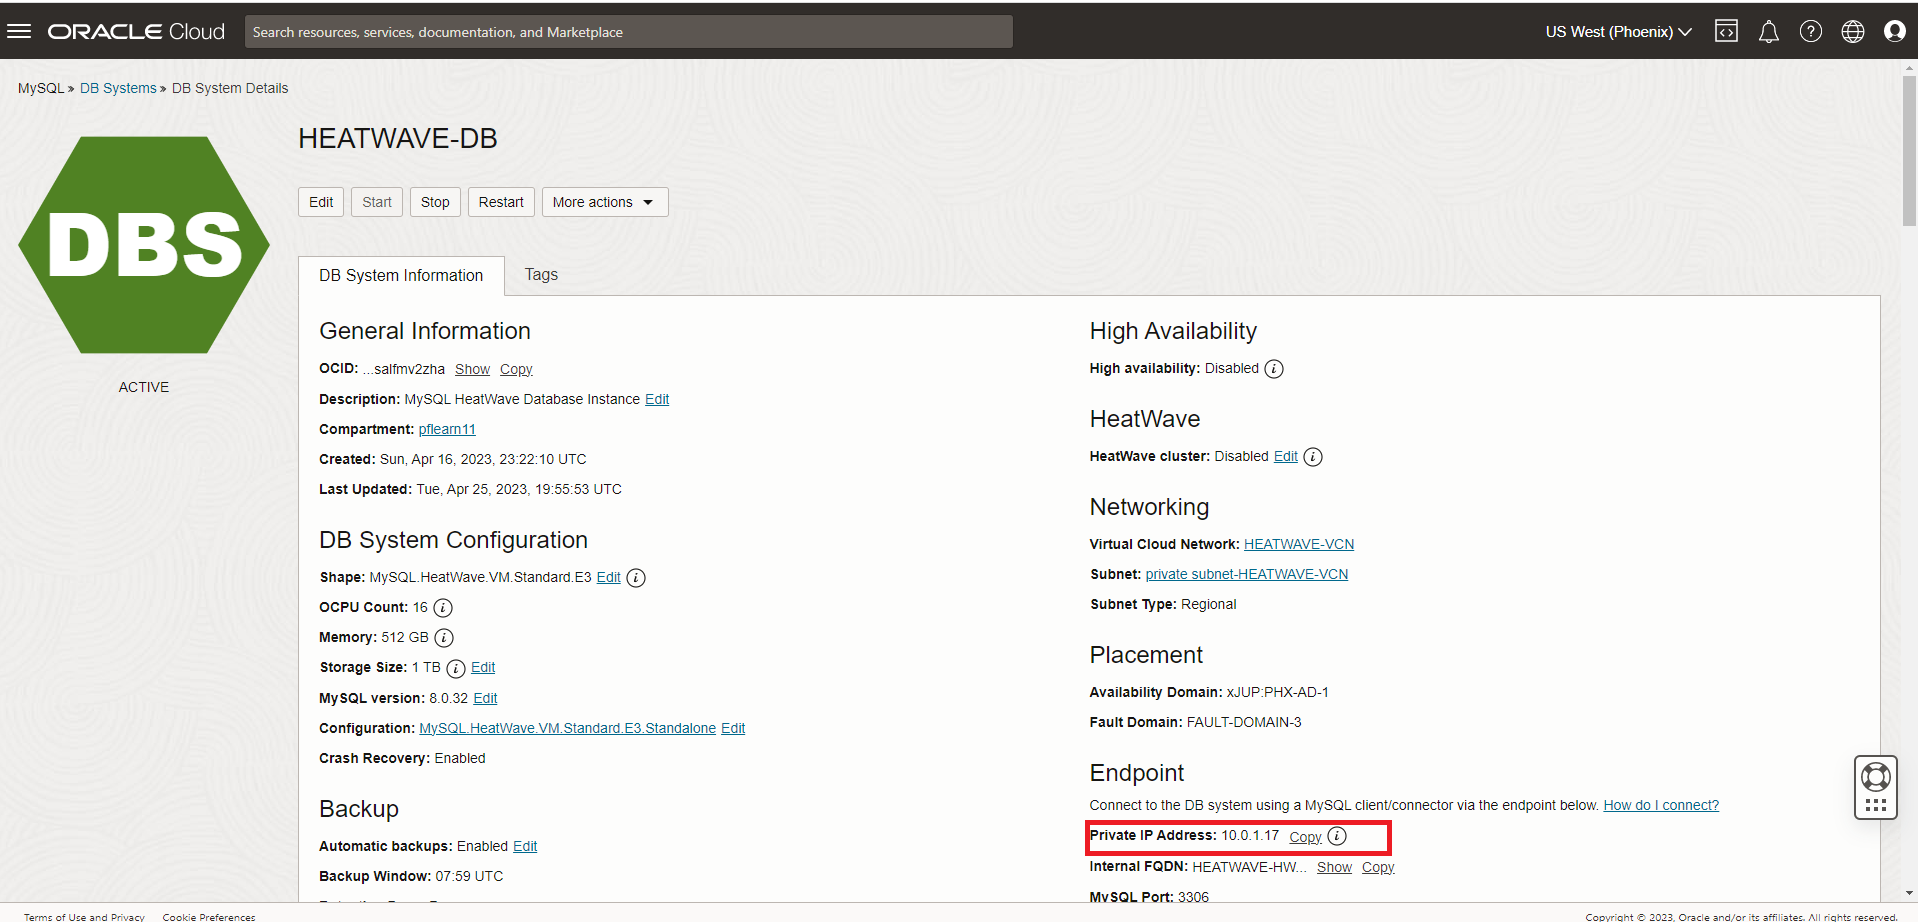 ORACLE Cloud
Search resources, services, documentation, and Marketplace
US West (Phoenix)
MySQL » DB Systems » DB System Details
DBS
ACTIVE
HEATWAVE-DB
Edit
Start
Stop
Restart
More actions
DB System Information
Tags
General Information
OCID: ...salfmv2zha Show Copy
Description: MySQL HeatWave Database Instance Edit
Compartment: pflearn11
Created: Sun, Apr 16, 2023, 23:22:10 UTC
Last Updated: Tue, Apr 25, 2023, 19:55:53 UTC
DB System Configuration
Shape: MySQL.HeatWave.VM.Standard.E3 Edit
OCPU Count: 16
Memory: 512 GB
Storage Size: 1 TB Edit
MySQL version: 8.0.32 Edit
Configuration: MySQL.HeatWave.VM.Standard.E3.Standalone Edit
Crash Recovery: Enabled
Backup
Automatic backups: Enabled Edit
Backup Window: 07:59 UTC
High Availability
High availability: Disabled
HeatWave
HeatWave cluster: Disabled Edit
Networking
Virtual Cloud Network: HEATWAVE-VCN
Subnet: private subnet-HEATWAVE-VCN
Subnet Type: Regional
Placement
Availability Domain: xJUP:PHX-AD-1
Fault Domain: FAULT-DOMAIN-3
Endpoint
Connect to the DB system using a MySQL client/connector via the endpoint below. How do I connect?
Private IP Address: 10.0.1.17 Copy
Internal FQDN: HEATWAVE-HW... Show Copy
MySQL Port: 3306
Terms of Use and Privacy
Cookie Preferences
Copyright © 2023, Oracle and/or its affiliates. All rights reserved.